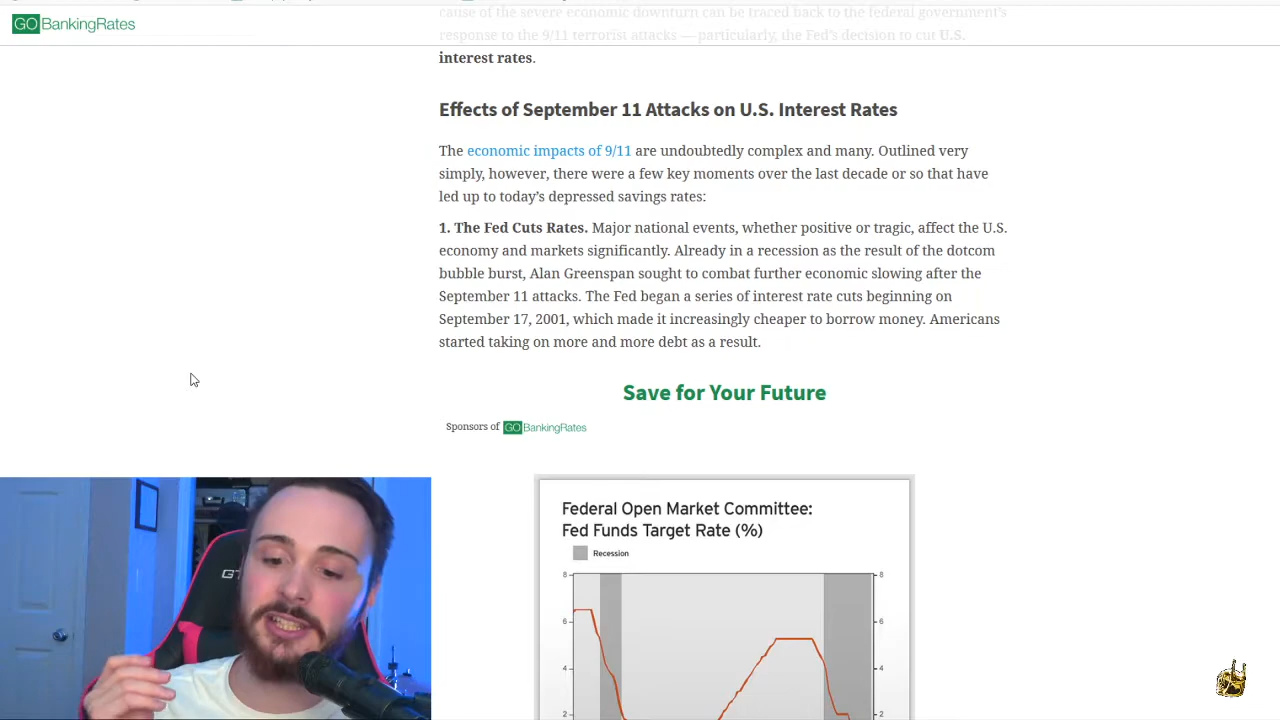 cause of the severe economic downturn can be traced back to the federal government's
GOBankingRates
response to the 9/11 terrorist attacks — particularly, the Fed's decision to cut U.S.
interest rates.
Effects of September 11 Attacks on U.S. Interest Rates
The economic impacts of 9/11 are undoubtedly complex and many. Outlined very
simply, however, there were a few key moments over the last decade or so that have
led up to today's depressed savings rates:
1. The Fed Cuts Rates. Major national events, whether positive or tragic, affect the U.S.
economy and markets significantly. Already in a recession as the result of the dotcom
bubble burst, Alan Greenspan sought to combat further economic slowing after the
September 11 attacks. The Fed began a series of interest rate cuts beginning on
September 17, 2001, which made it increasingly cheaper to borrow money. Americans
started taking on more and more debt as a result.
Save for Your Future
Sponsors of GOBankingRates
Federal Open Market Committee:
Fed Funds Target Rate (%)
Recession
8 8
6 6
4 4
2 2